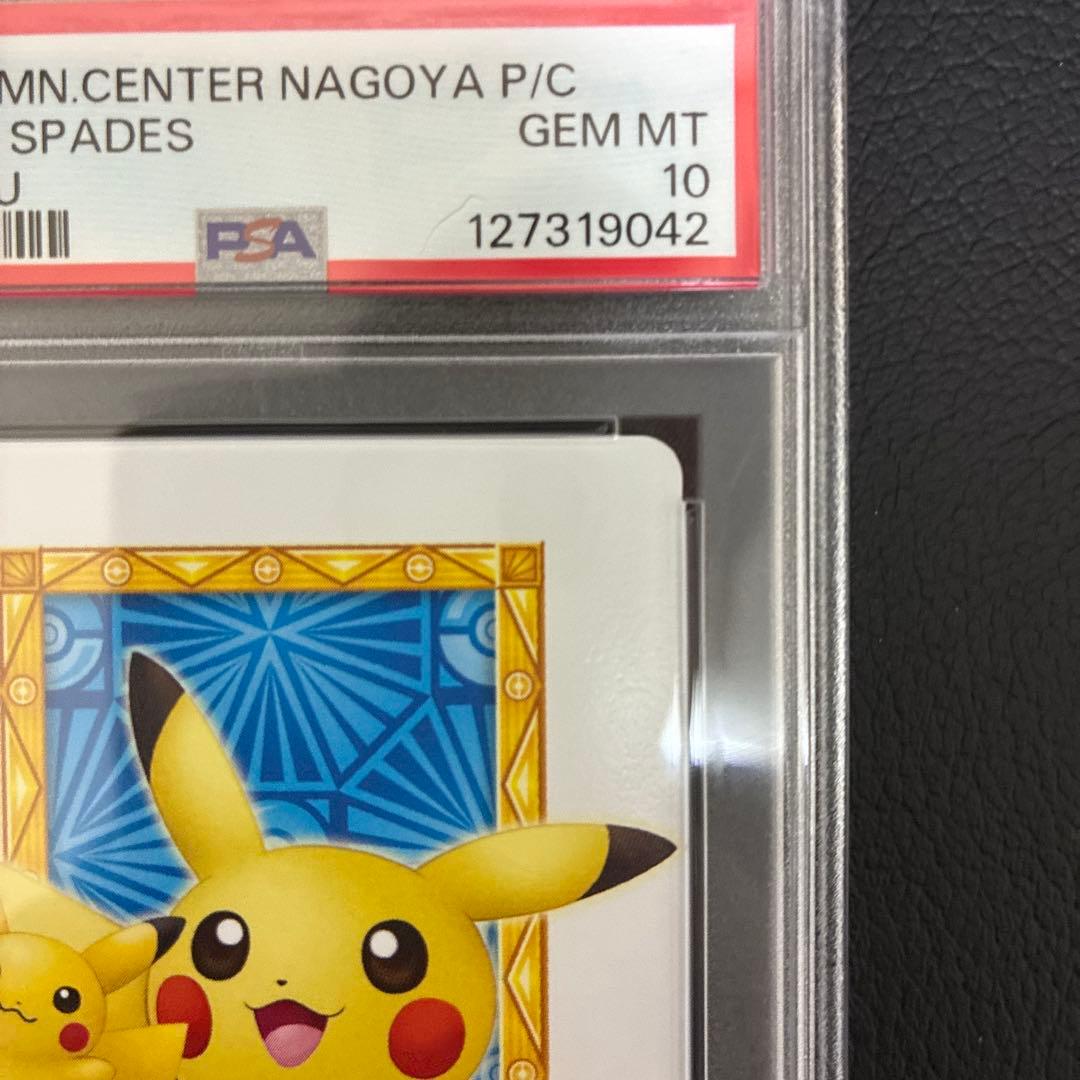 MN.CENTER NAGOYA P/C
SPADES GEM MT
U 10
PSA 127319042